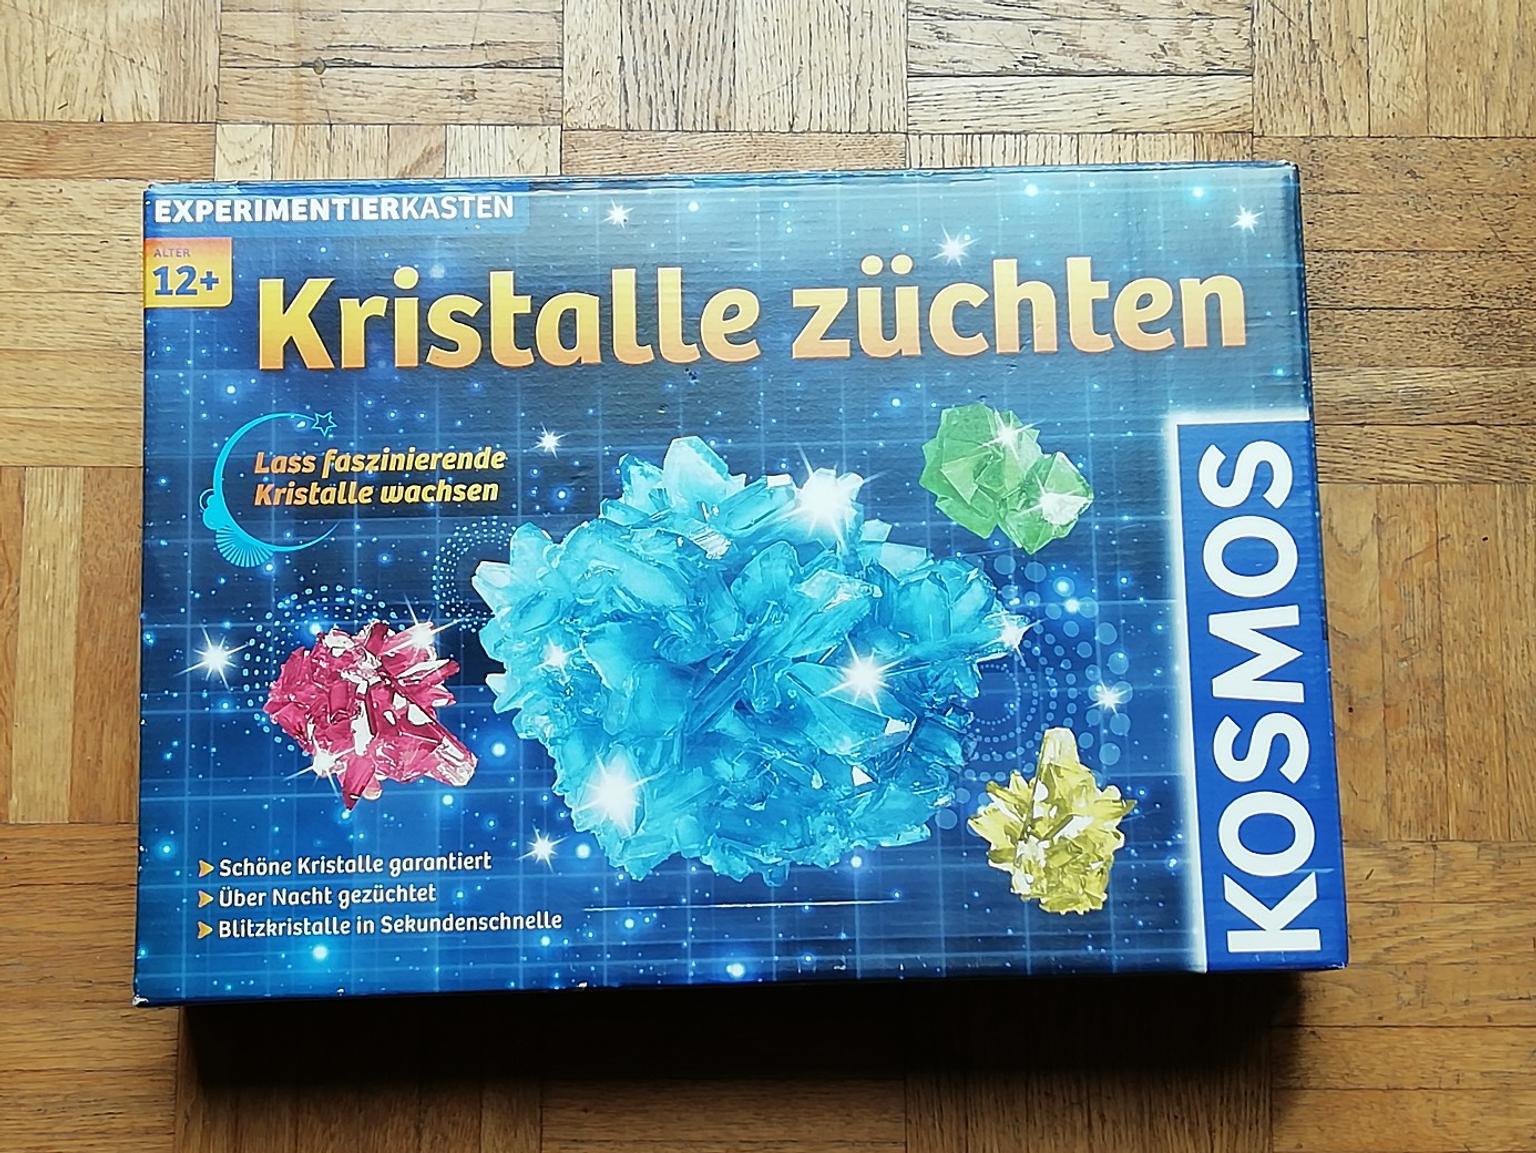 EXPERIMENTIERKASTEN
ALTER
12+
Kristalle züchten
Lass faszinierende
Kristalle wachsen
KOSMOS
Schöne Kristalle garantiert
Über Nacht gezüchtet
Blitzkristalle in Sekundenschnelle